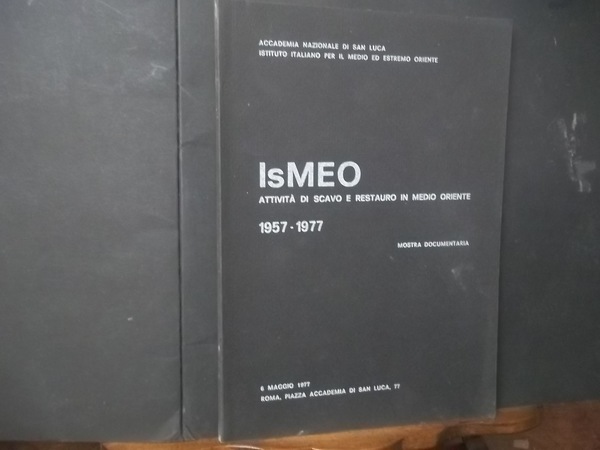 ACCADEMIA NAZIONALE DI SAN LUCA
ISTITUTO ITALIANO PER IL MEDIO ED ESTREMO ORIENTE
IsMEO
ATTIVITÀ DI SCAVO E RESTAURO IN MEDIO ORIENTE
1957-1977
MOSTRA DOCUMENTARIA
6 MAGGIO 1977
ROMA, PIAZZA ACCADEMIA DI SAN LUCA, 77